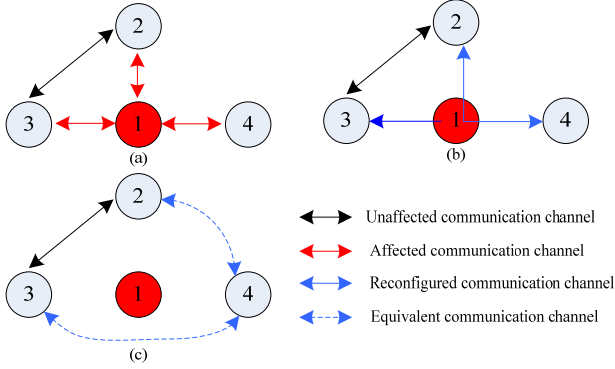 2
3
1
4
(a)
2
3
1
4
(b)
2
3
1
4
(c)
Unaffected communication channel
Affected communication channel
Reconfigured communication channel
Equivalent communication channel